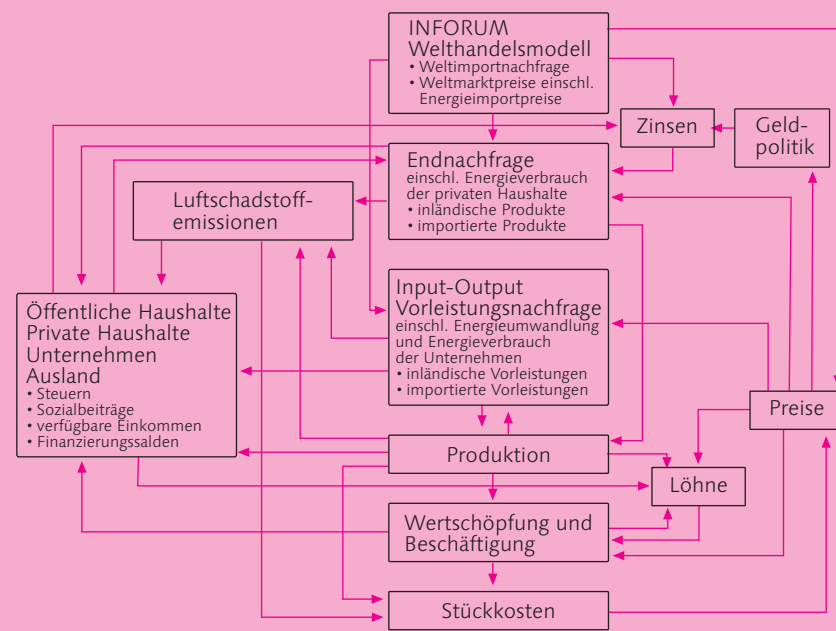 INFORUM
Welthandelsmodell
• Weltimportnachfrage
• Weltmarktpreise einschl.
Energieimportpreise
Zinsen
Geld-
politik
Endnachfrage
einschl. Energieverbrauch
der privaten Haushalte
• inländische Produkte
• importierte Produkte
Luftschadstoff-
emissionen
Input-Output
Vorleistungsnachfrage
einschl. Energieumwandlung
und Energieverbrauch
der Unternehmen
• inländische Vorleistungen
• importierte Vorleistungen
Öffentliche Haushalte
Private Haushalte
Unternehmen
Ausland
• Steuern
• Sozialbeiträge
• verfügbare Einkommen
• Finanzierungssalden
Preise
Produktion
Löhne
Wertschöpfung und
Beschäftigung
Stückkosten